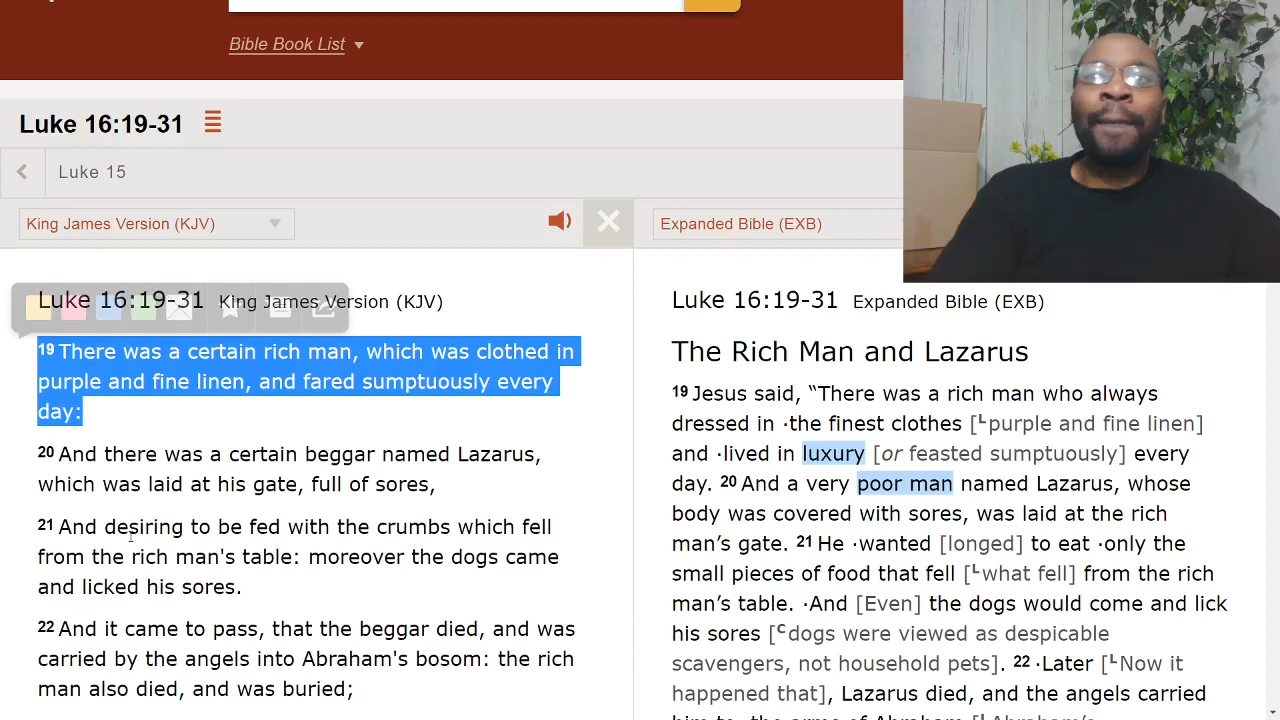 Bible Book List
Luke 16:19-31
Luke 15
King James Version (KJV)
Expanded Bible (EXB)
Luke 16:19-31 King James Version (KJV)
19 There was a certain rich man, which was clothed in
purple and fine linen, and fared sumptuously every
day:
20 And there was a certain beggar named Lazarus,
which was laid at his gate, full of sores,
21 And desiring to be fed with the crumbs which fell
from the rich man's table: moreover the dogs came
and licked his sores.
22 And it came to pass, that the beggar died, and was
carried by the angels into Abraham's bosom: the rich
man also died, and was buried;
Luke 16:19-31 Expanded Bible (EXB)
The Rich Man and Lazarus
19 Jesus said, “There was a rich man who always
dressed in ·the finest clothes [Lpurple and fine linen]
and ·lived in luxury [or feasted sumptuously] every
day. 20 And a very poor man named Lazarus, whose
body was covered with sores, was laid at the rich
man’s gate. 21 He ·wanted [longed] to eat ·only the
small pieces of food that fell [Lwhat fell] from the rich
man’s table. ·And [Even] the dogs would come and lick
his sores [Cdogs were viewed as despicable
scavengers, not household pets]. 22 ·Later [LNow it
happened that], Lazarus died, and the angels carried
him to ·the arms of Abraham [LAbraham’s